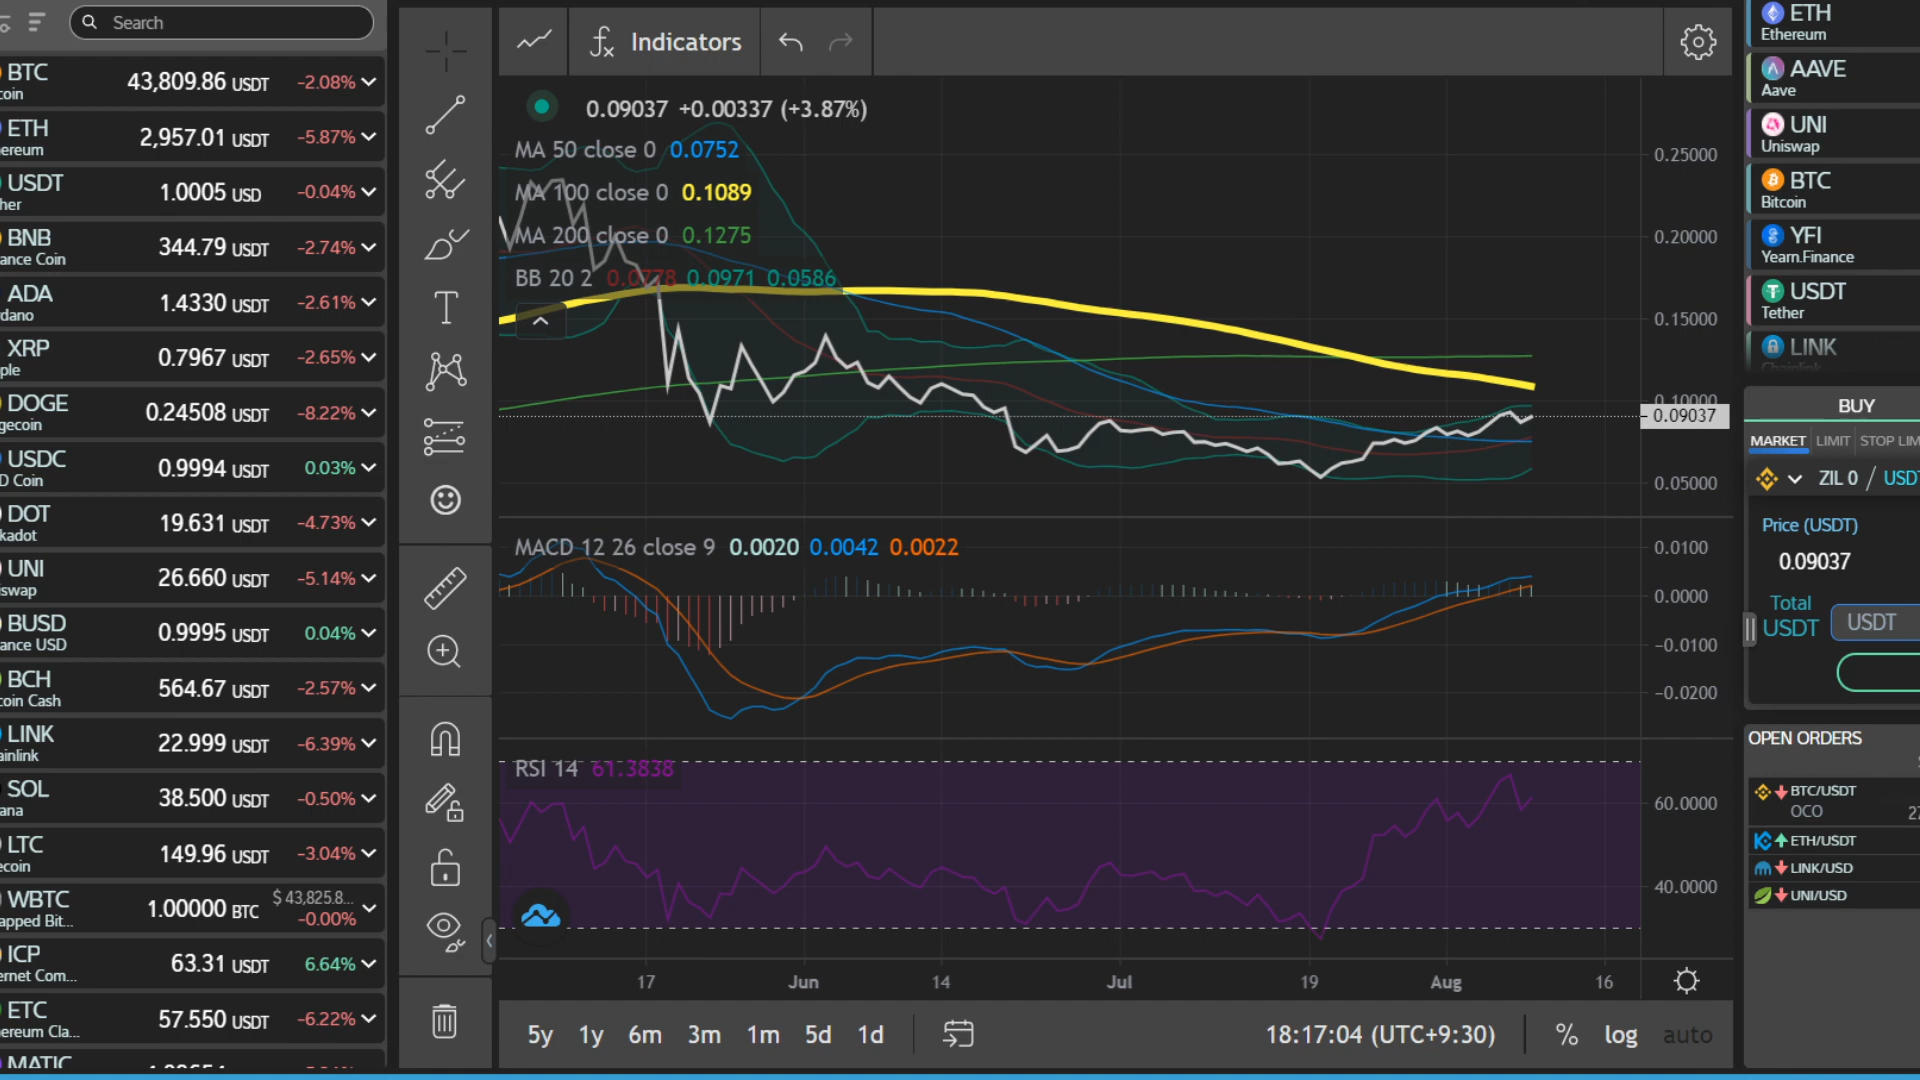 Search
BTC
coin
43,809.86 USDT
-2.08%
ETH
ereum
2,957.01 USDT
-5.87%
USDT
her
1.0005 USD
-0.04%
BNB
ance Coin
344.79 USDT
-2.74%
ADA
rdano
1.4330 USDT
-2.61%
XRP
ple
0.7967 USDT
-2.65%
DOGE
gecoin
0.24508 USDT
-8.22%
USDC
D Coin
0.9994 USDT
0.03%
DOT
kadot
19.631 USDT
-4.73%
UNI
iswap
26.660 USDT
-5.14%
BUSD
ance USD
0.9995 USDT
0.04%
BCH
coin Cash
564.67 USDT
-2.57%
LINK
ainlink
22.999 USDT
-6.39%
SOL
ana
38.500 USDT
-0.50%
LTC
ecoin
149.96 USDT
-3.04%
WBTC
apped Bit...
1.00000 BTC
$ 43,825.8...
-0.00%
ICP
ernet Com...
63.31 USDT
6.64%
ETC
ereum Cla...
57.550 USDT
-6.22%
MATIC
Indicators
0.09037 +0.00337 (+3.87%)
MA 50 close 0 0.0752
MA 100 close 0 0.1089
MA 200 close 0 0.1275
BB 20 2 0.0778 0.0971 0.0586
0.25000
0.20000
0.15000
0.10000
0.09037
0.05000
MACD 12 26 close 9 0.0020 0.0042 0.0022
0.0100
0.0000
-0.0100
-0.0200
RSI 14 61.3838
60.0000
40.0000
17 Jun 14 Jul 19 Aug 16
5y 1y 6m 3m 1m 5d 1d
18:17:04 (UTC+9:30)
% log auto
ETH
Ethereum
AAVE
Aave
UNI
Uniswap
BTC
Bitcoin
YFI
Yearn.Finance
USDT
Tether
LINK
Chainlink
BUY
MARKET LIMIT STOP LIM
ZIL 0 / USDT
Price (USDT)
0.09037
Total
USDT
USDT
OPEN ORDERS
BTC/USDT
OCO
27
ETH/USDT
LINK/USD
UNI/USD